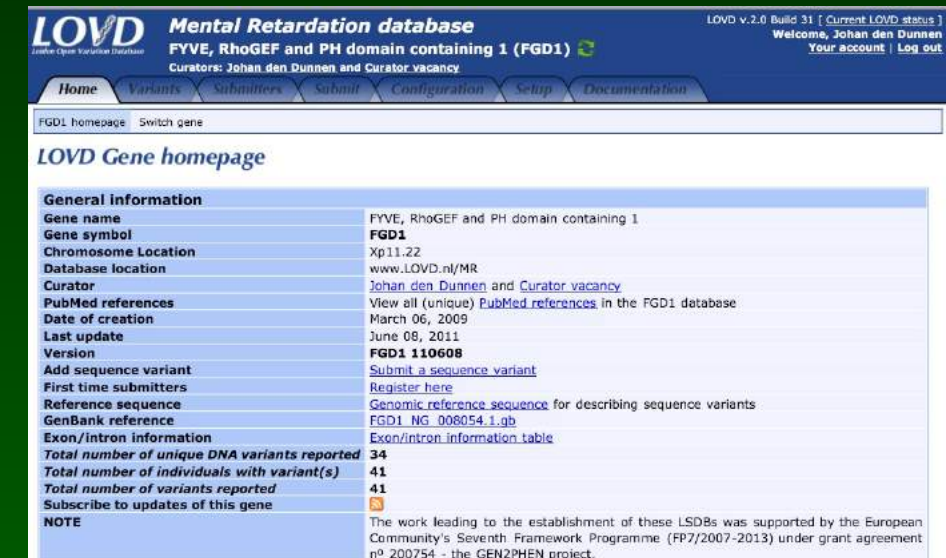 LOVD
Leiden Open Variation Database
Mental Retardation database
FYVE, RhoGEF and PH domain containing 1 (FGD1)
Curators: Johan den Dunnen and Curator vacancy
LOVD v.2.0 Build 31 [ Current LOVD status ]
Welcome, Johan den Dunnen
Your account | Log out
Home Variants Submitters Submit Configuration Setup Documentation
FGD1 homepage Switch gene
LOVD Gene homepage
General information
Gene name FYVE, RhoGEF and PH domain containing 1
Gene symbol FGD1
Chromosome Location Xp11.22
Database location www.LOVD.nl/MR
Curator Johan den Dunnen and Curator vacancy
PubMed references View all (unique) PubMed references in the FGD1 database
Date of creation March 06, 2009
Last update June 08, 2011
Version FGD1 110608
Add sequence variant Submit a sequence variant
First time submitters Register here
Reference sequence Genomic reference sequence for describing sequence variants
GenBank reference FGD1_NG_008054.1.gb
Exon/intron information Exon/intron information table
Total number of unique DNA variants reported 34
Total number of individuals with variant(s) 41
Total number of variants reported 41
Subscribe to updates of this gene
NOTE The work leading to the establishment of these LSDBs was supported by the European
Community's Seventh Framework Programme (FP7/2007-2013) under grant agreement
nº 200754 - the GEN2PHEN project.